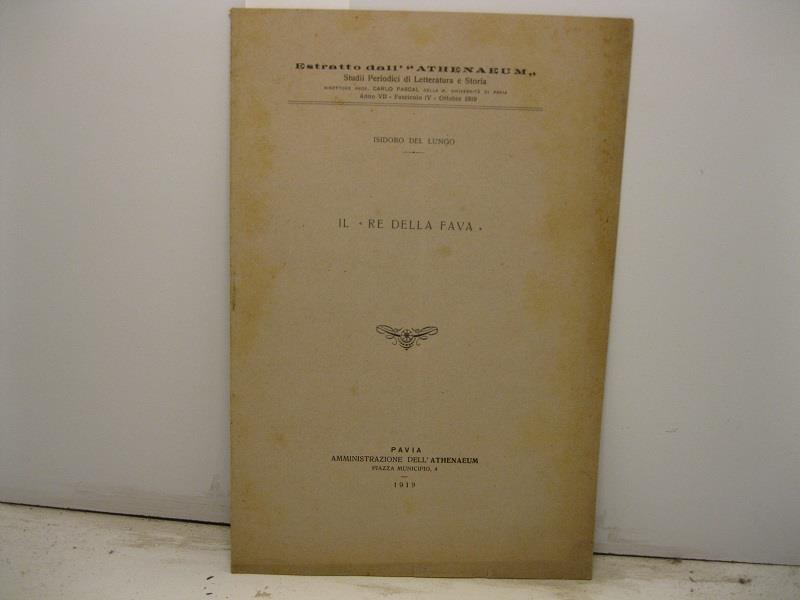 Estratto dall' "ATHENAEUM„
Studii Periodici di Letteratura e Storia
DIRETTORE PROF. CARLO PASCAL DELLA R. UNIVERSITÀ DI PAVIA
Anno VII - Fascicolo IV - Ottobre 1919
ISIDORO DEL LUNGO
IL « RE DELLA FAVA »
PAVIA
AMMINISTRAZIONE DELL'ATHENAEUM
PIAZZA MUNICIPIO, 4
1919